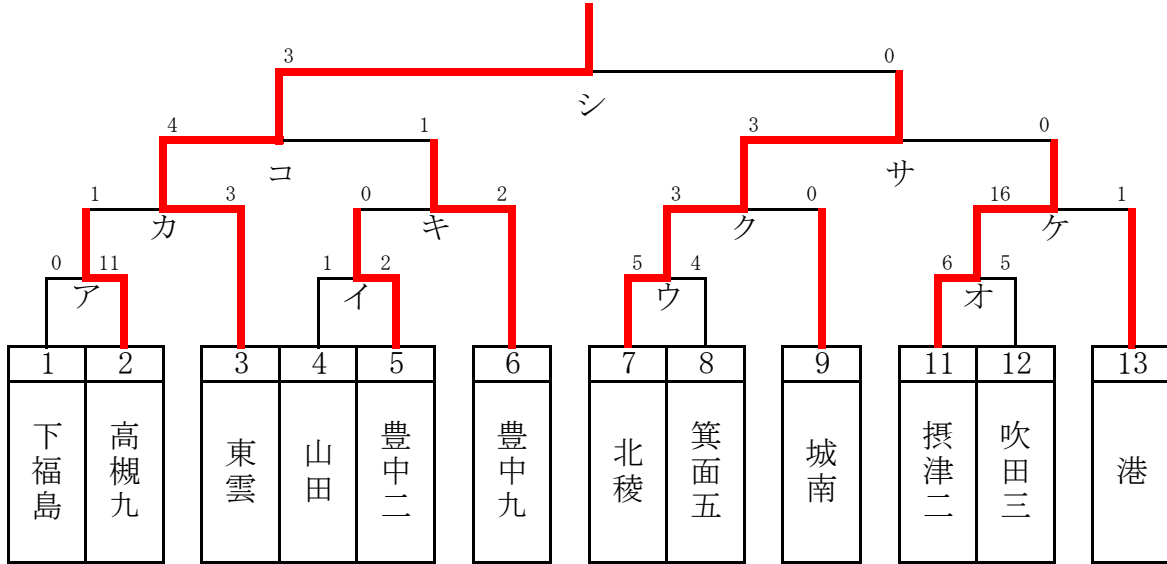 3 0
シ
4 1 3 0
コ サ
1 3 0 2 3 0 16 1
カ キ ク ケ
0 11 1 2 5 4 6 5
ア イ ウ オ
1 2 3 4 5 6 7 8 9 11 12 13
下福島
高槻九
東雲
山田
豊中二
豊中九
北稜
箕面五
城南
摂津二
吹田三
港